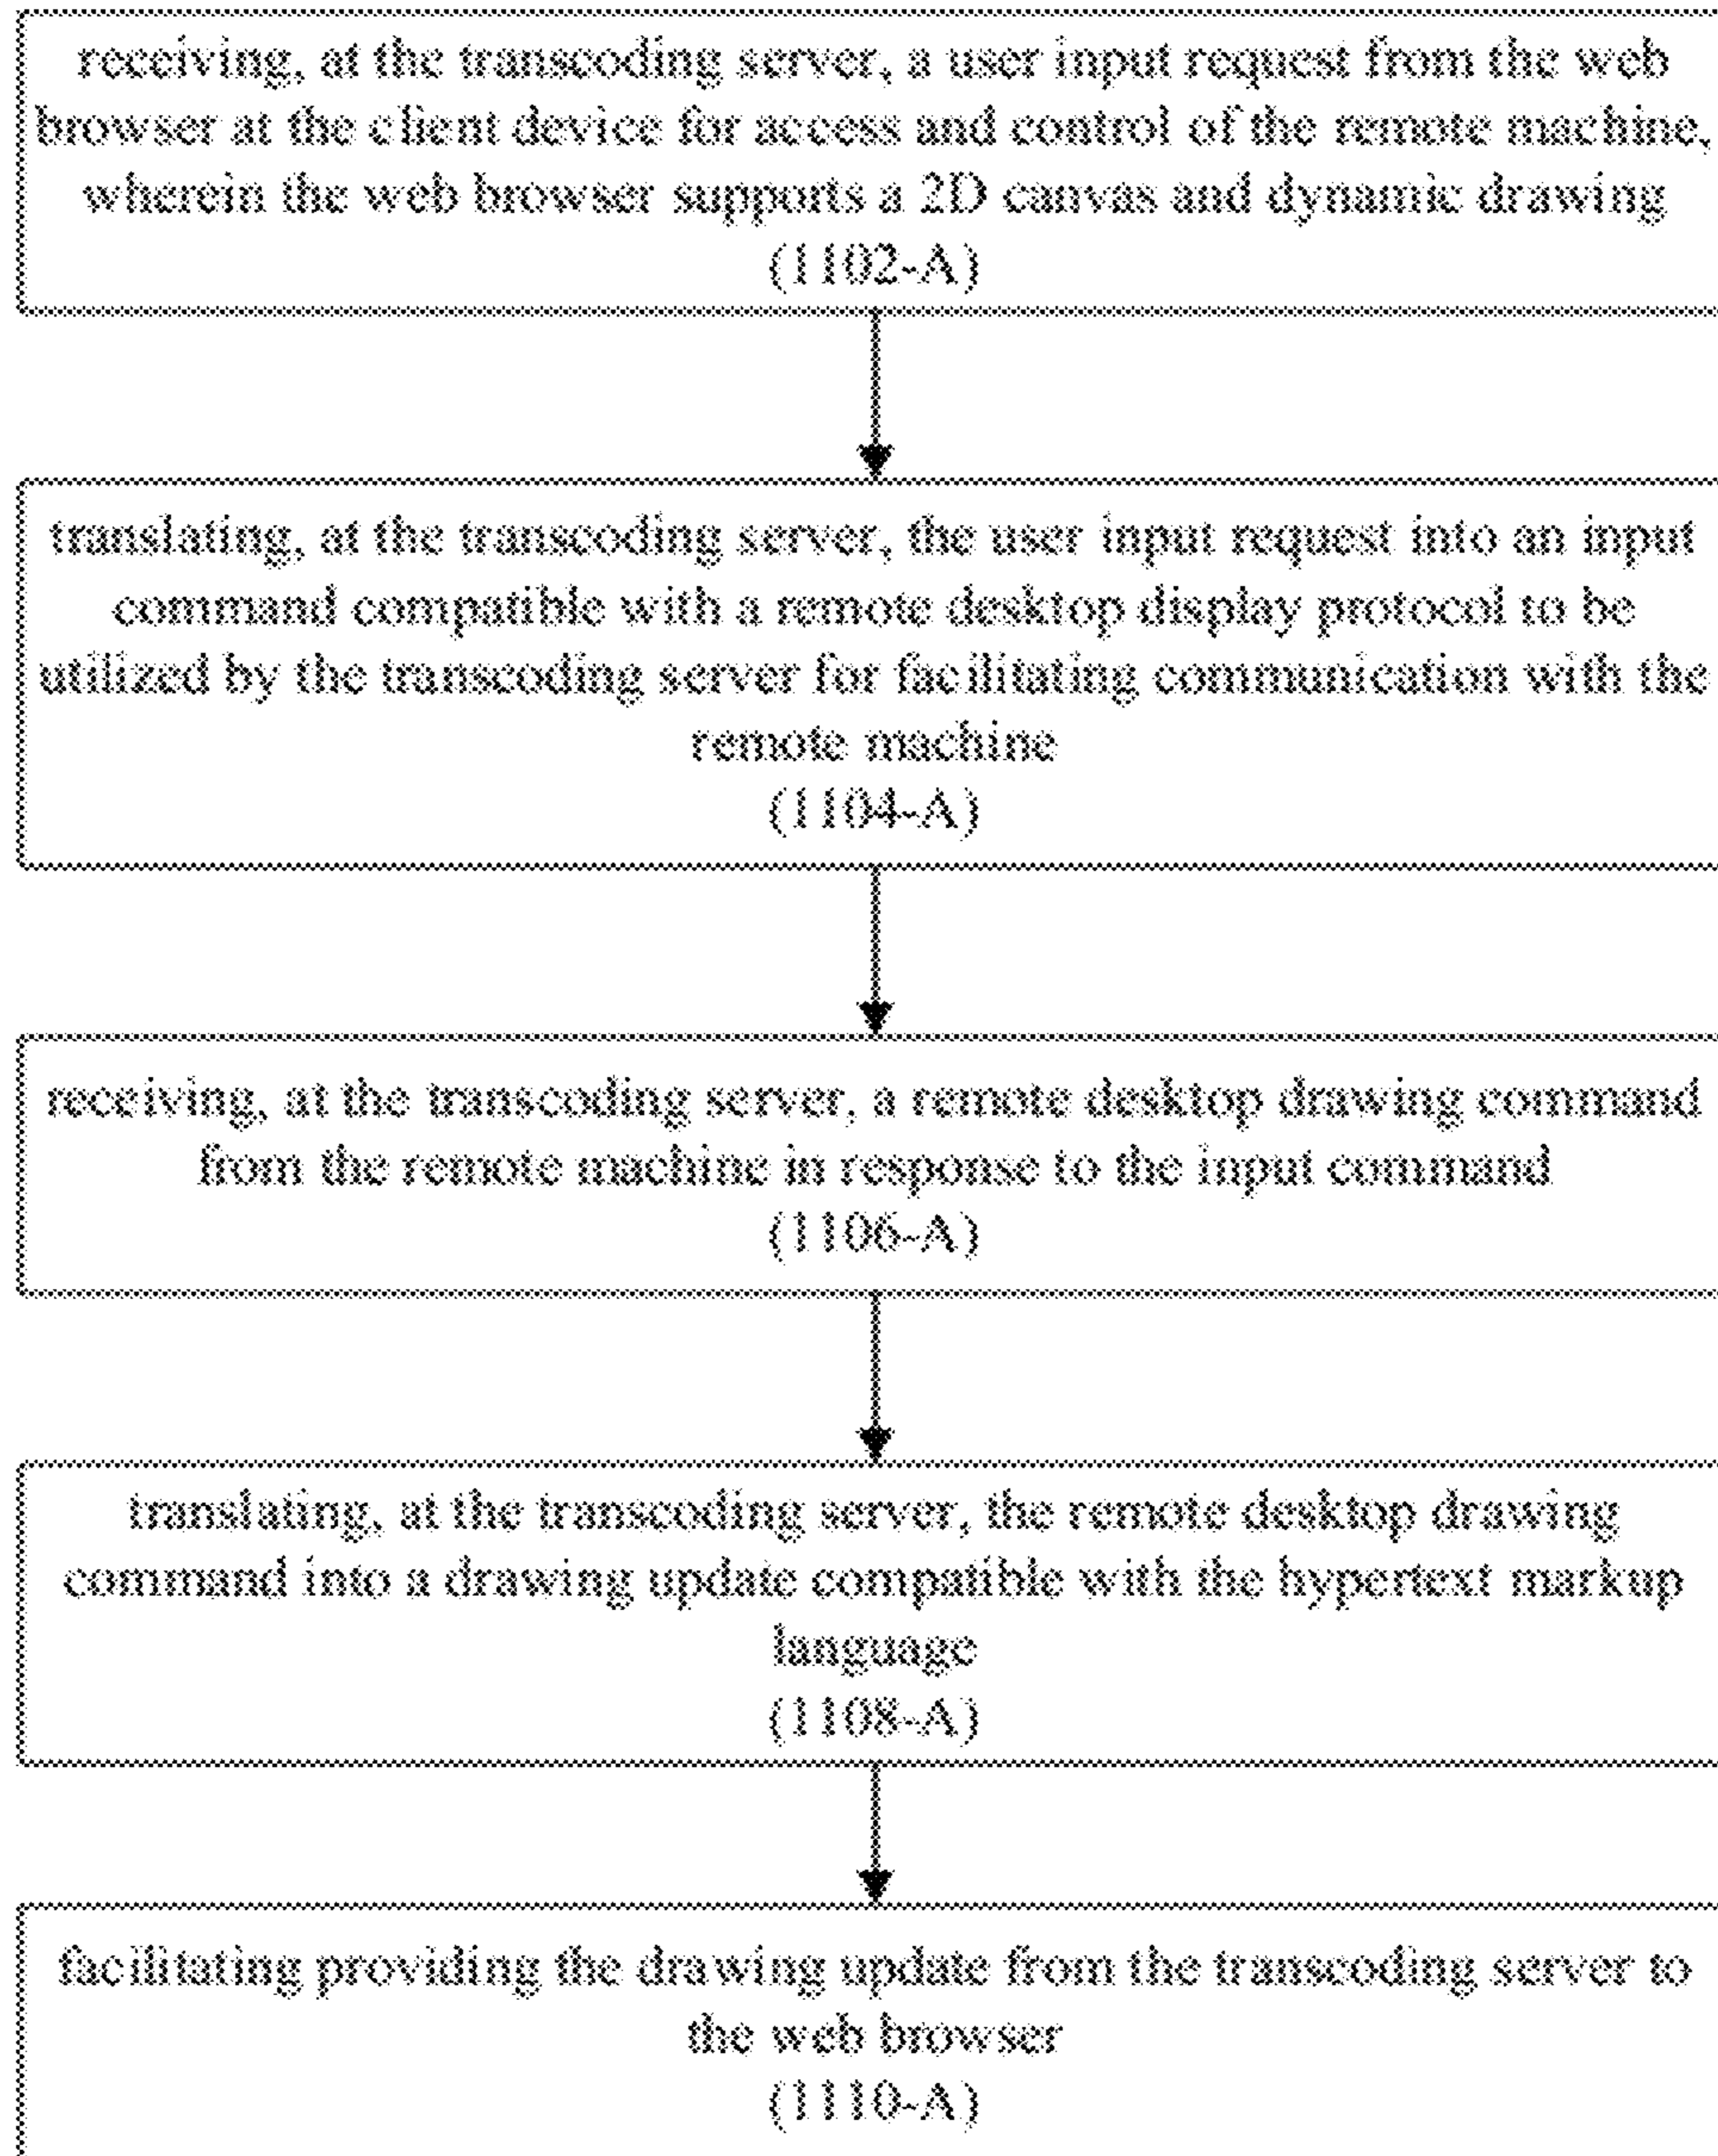 receiving, at the transcoding server, a user input request from the web
browser at the client device for access and control of the remote machine,
wherein the web browser supports a 2D canvas and dynamic drawing
(1102-A)
translating, at the transcoding server, the user input request into an input
command compatible with a remote desktop display protocol to be
utilized by the transcoding server for facilitating communication with the
remote machine
(1104-A)
receiving, at the transcoding server, a remote desktop drawing command
from the remote machine in response to the input command
(1106-A)
translating, at the transcoding server, the remote desktop drawing
command into a drawing update compatible with the hypertext markup
language
(1108-A)
facilitating providing the drawing update from the transcoding server to
the web browser
(1110-A)